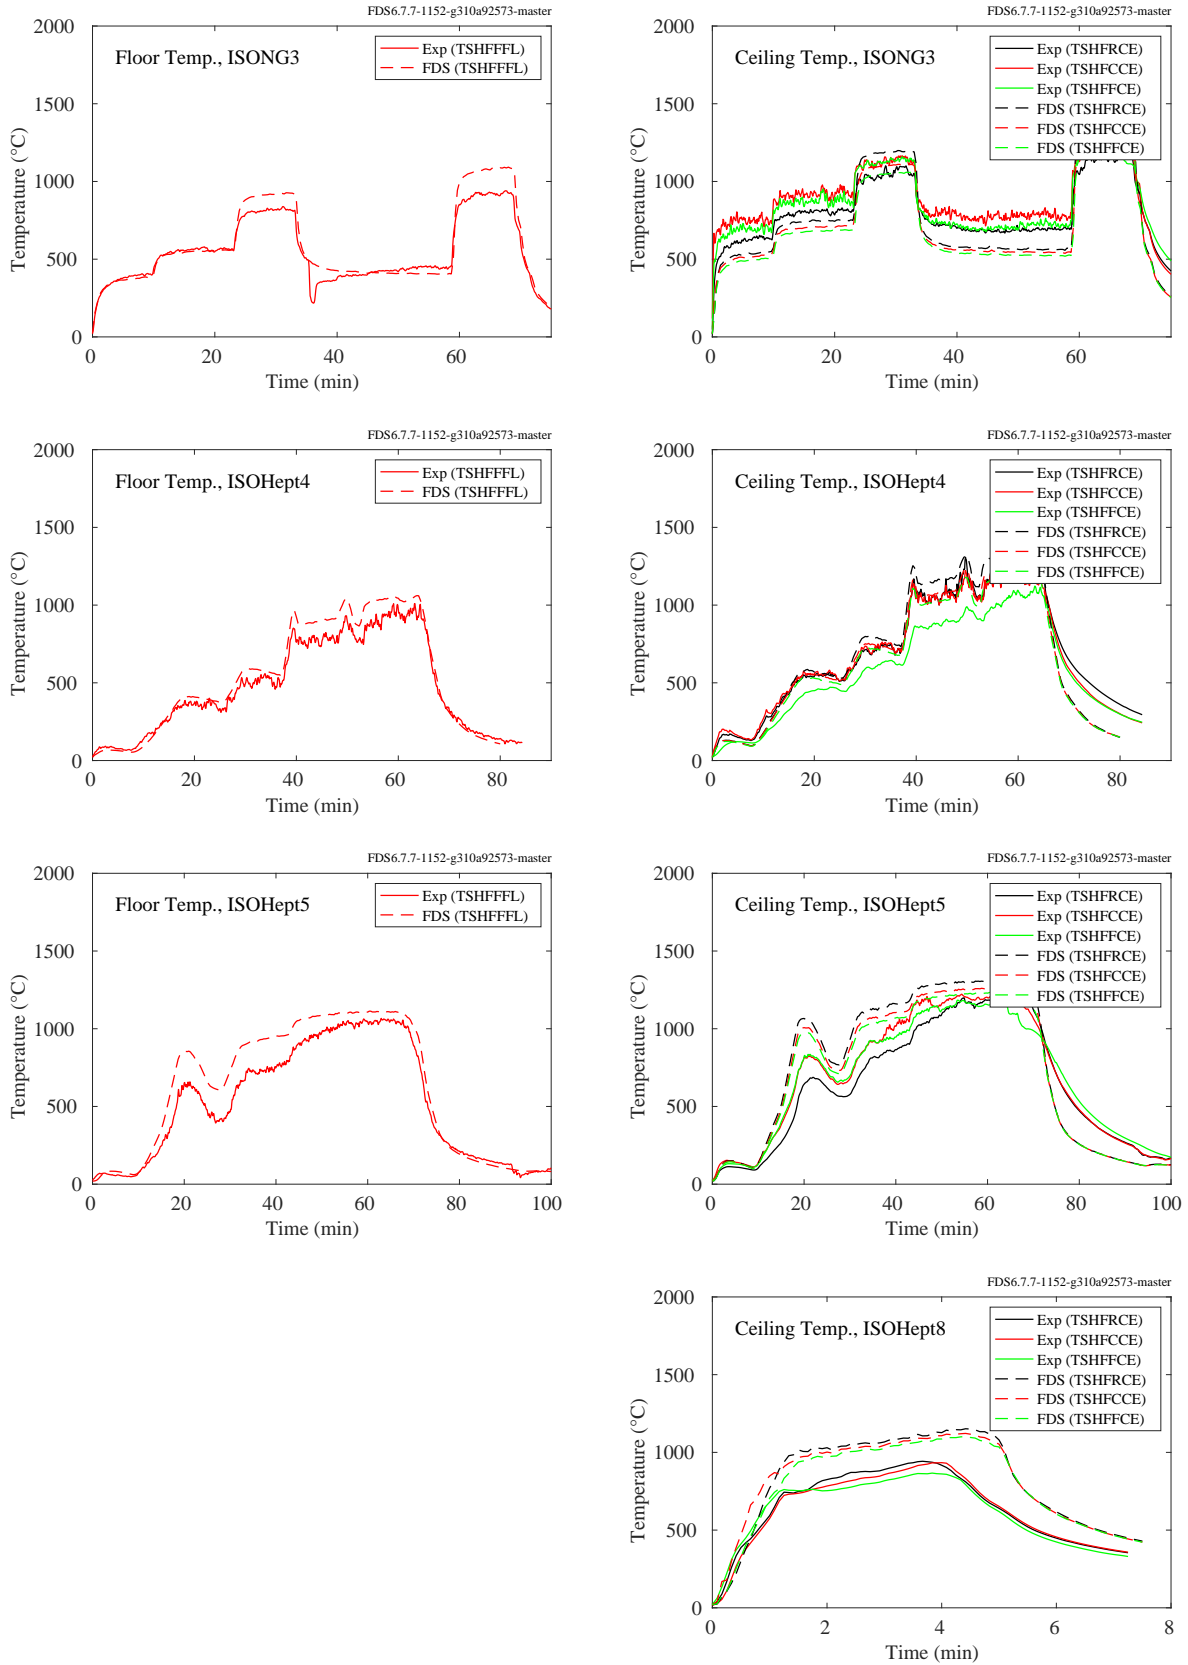 FDS6.7.7-1152-g310a92573-master
Floor Temp., ISONG3
Exp (TSHFFFL)
FDS (TSHFFFL)
2000
1500
1000
500
0
Temperature (°C)
0 20 40 60
Time (min)
FDS6.7.7-1152-g310a92573-master
Ceiling Temp., ISONG3
Exp (TSHFRCE)
Exp (TSHFCCE)
Exp (TSHFFCE)
FDS (TSHFRCE)
FDS (TSHFCCE)
FDS (TSHFFCE)
2000
1500
1000
500
0
Temperature (°C)
0 20 40 60
Time (min)
FDS6.7.7-1152-g310a92573-master
Floor Temp., ISOHept4
Exp (TSHFFFL)
FDS (TSHFFFL)
2000
1500
1000
500
0
Temperature (°C)
0 20 40 60 80
Time (min)
FDS6.7.7-1152-g310a92573-master
Ceiling Temp., ISOHept4
Exp (TSHFRCE)
Exp (TSHFCCE)
Exp (TSHFFCE)
FDS (TSHFRCE)
FDS (TSHFCCE)
FDS (TSHFFCE)
2000
1500
1000
500
0
Temperature (°C)
0 20 40 60 80
Time (min)
FDS6.7.7-1152-g310a92573-master
Floor Temp., ISOHept5
Exp (TSHFFFL)
FDS (TSHFFFL)
2000
1500
1000
500
0
Temperature (°C)
0 20 40 60 80 100
Time (min)
FDS6.7.7-1152-g310a92573-master
Ceiling Temp., ISOHept5
Exp (TSHFRCE)
Exp (TSHFCCE)
Exp (TSHFFCE)
FDS (TSHFRCE)
FDS (TSHFCCE)
FDS (TSHFFCE)
2000
1500
1000
500
0
Temperature (°C)
0 20 40 60 80 100
Time (min)
FDS6.7.7-1152-g310a92573-master
Ceiling Temp., ISOHept8
Exp (TSHFRCE)
Exp (TSHFCCE)
Exp (TSHFFCE)
FDS (TSHFRCE)
FDS (TSHFCCE)
FDS (TSHFFCE)
2000
1500
1000
500
0
Temperature (°C)
0 2 4 6 8
Time (min)